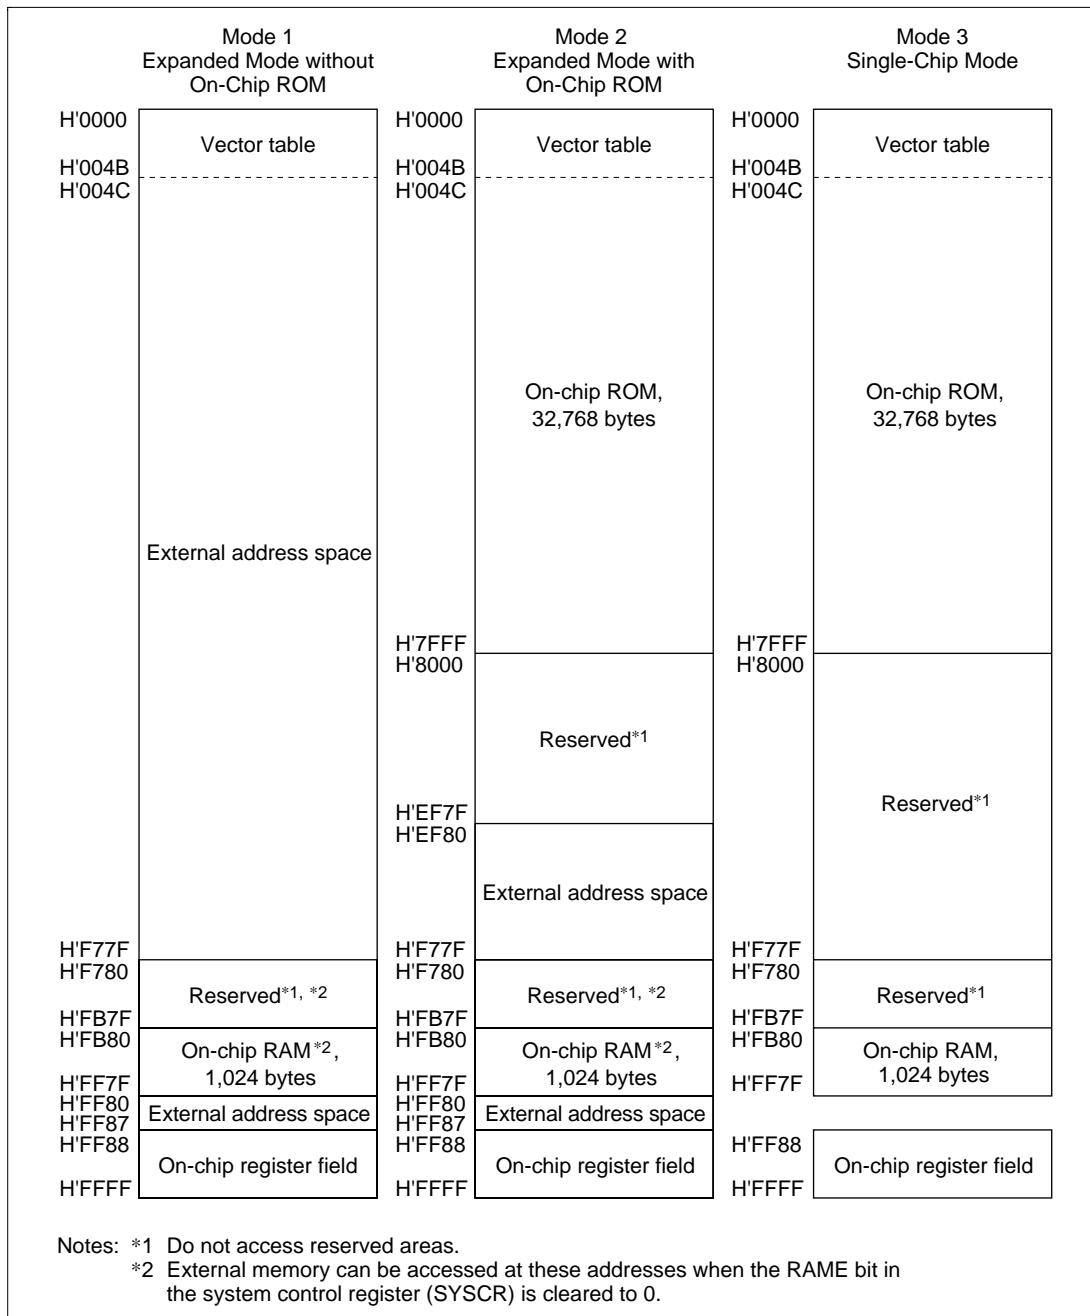 Mode 1
Expanded Mode without
On-Chip ROM
H'0000
Vector table
H'004B
H'004C
External address space
H'F77F
H'F780
Reserved*1, *2
H'FB7F
H'FB80
On-chip RAM*2,
1,024 bytes
H'FF7F
H'FF80
External address space
H'FF87
H'FF88
On-chip register field
H'FFFF
Mode 2
Expanded Mode with
On-Chip ROM
H'0000
Vector table
H'004B
H'004C
On-chip ROM,
32,768 bytes
H'7FFF
H'8000
Reserved*1
H'EF7F
H'EF80
External address space
H'F77F
H'F780
Reserved*1, *2
H'FB7F
H'FB80
On-chip RAM*2,
1,024 bytes
H'FF7F
H'FF80
External address space
H'FF87
H'FF88
On-chip register field
H'FFFF
Mode 3
Single-Chip Mode
H'0000
Vector table
H'004B
H'004C
On-chip ROM,
32,768 bytes
H'7FFF
H'8000
Reserved*1
H'F77F
H'F780
Reserved*1
H'FB7F
H'FB80
On-chip RAM,
1,024 bytes
H'FF7F
H'FF88
On-chip register field
H'FFFF
Notes: *1 Do not access reserved areas.
*2 External memory can be accessed at these addresses when the RAME bit in
the system control register (SYSCR) is cleared to 0.